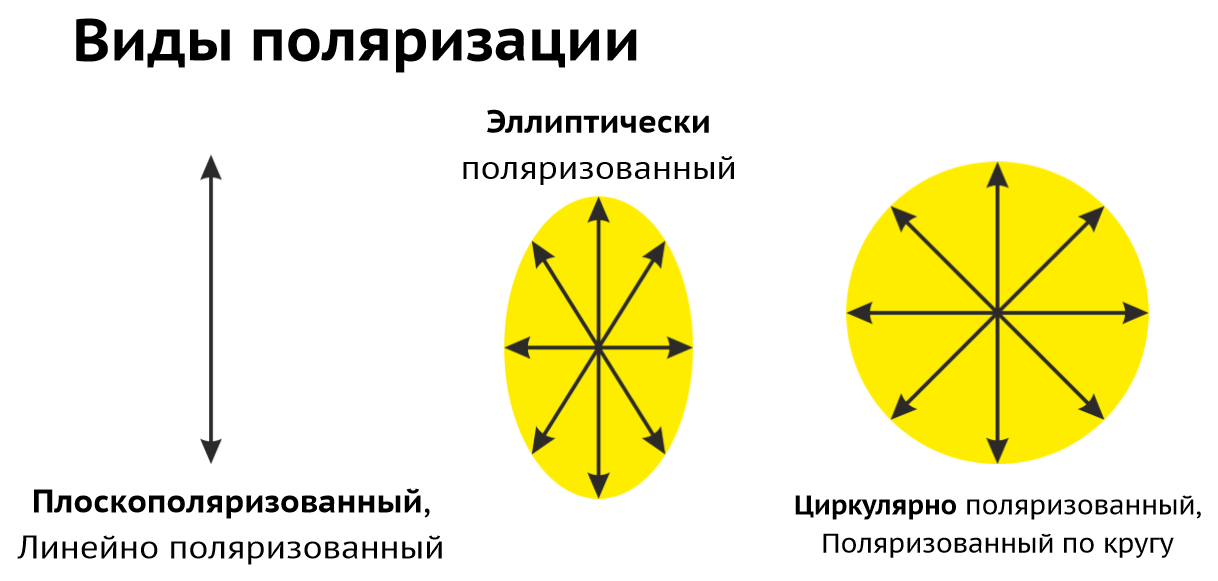 Виды поляризации
Эллиптически
поляризованный
Плоскополяризованный,
Линейно поляризованный
Циркулярно поляризованный,
Поляризованный по кругу